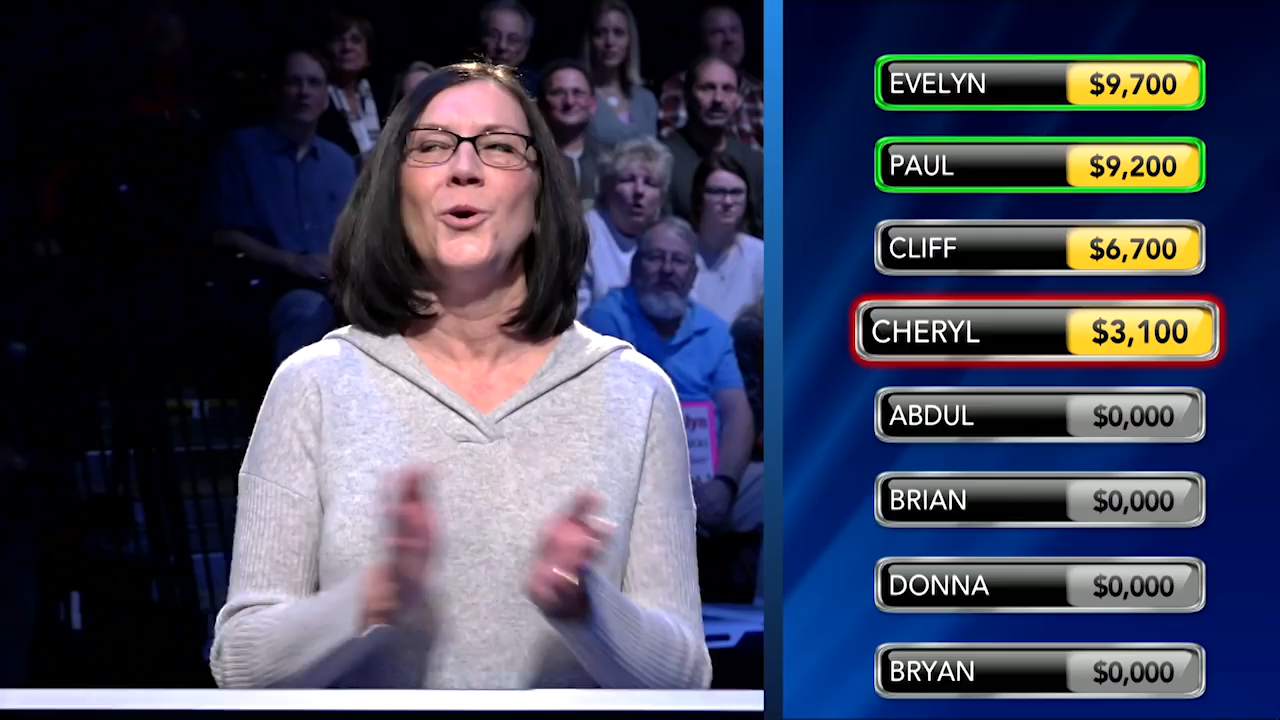 EVELYN $9,700
PAUL $9,200
CLIFF $6,700
CHERYL $3,100
ABDUL $0,000
BRIAN $0,000
DONNA $0,000
BRYAN $0,000